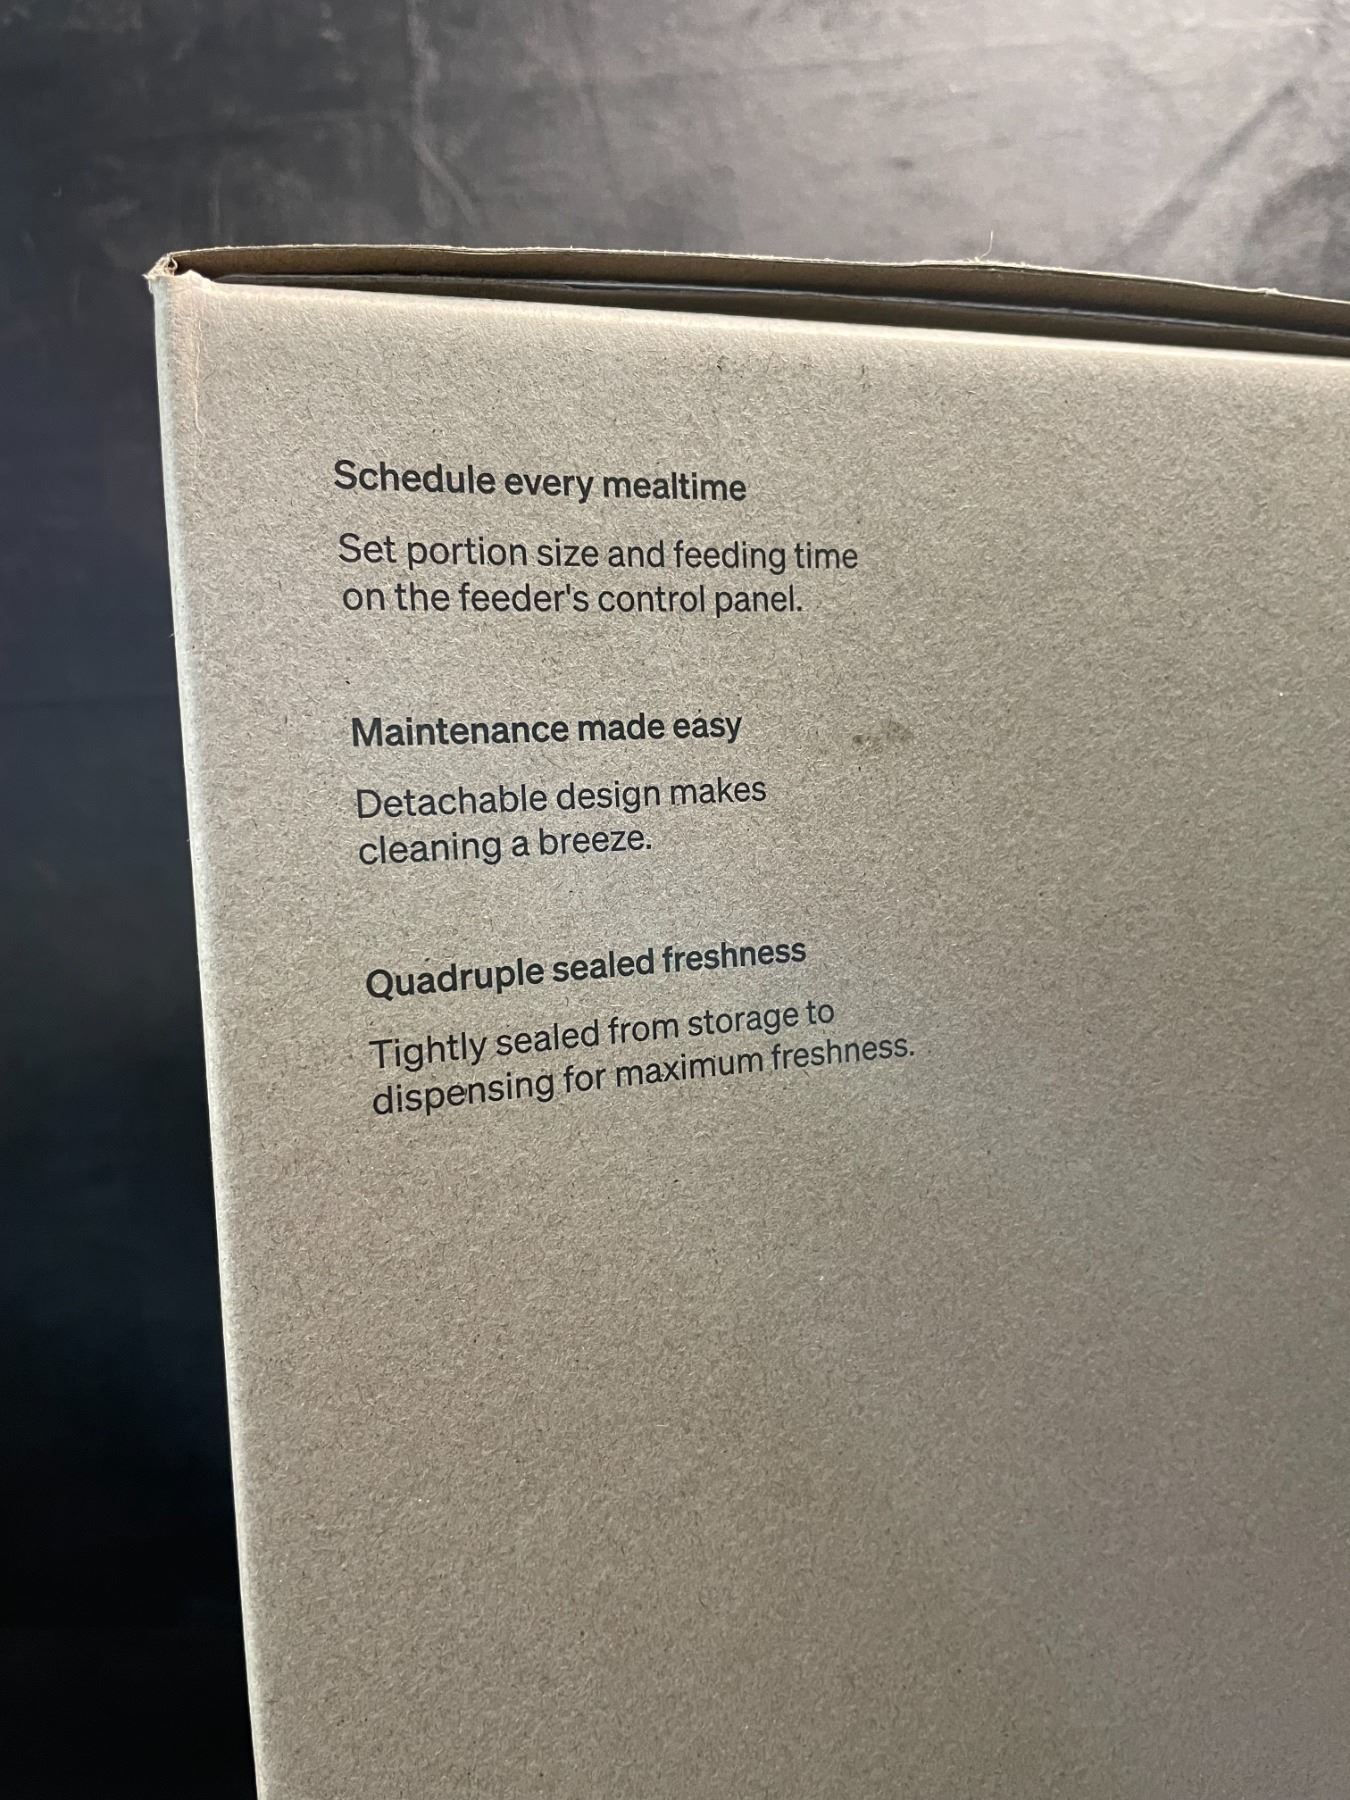 Schedule every mealtime
Set portion size and feeding time
on the feeder's control panel.
Maintenance made easy
Detachable design makes
cleaning a breeze.
Quadruple sealed freshness
Tightly sealed from storage to
dispensing for maximum freshness.